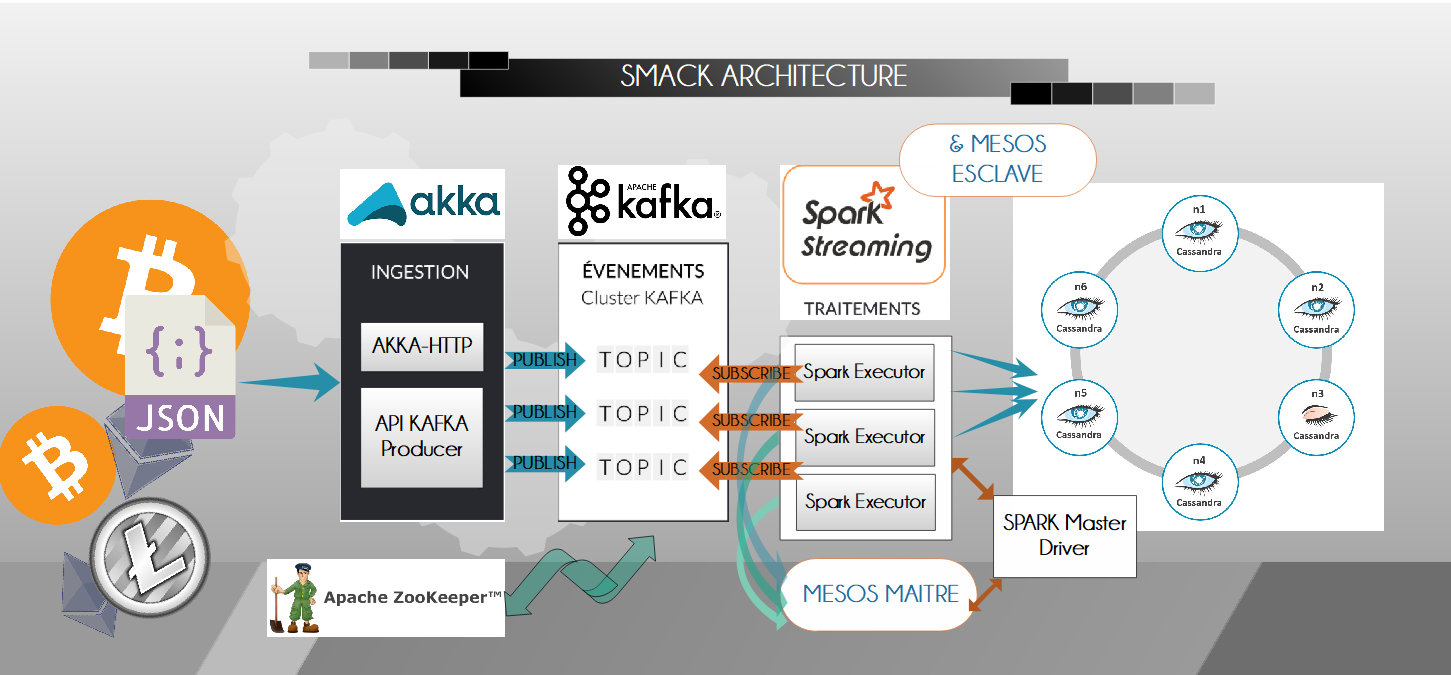 SMACK ARCHITECTURE
& MESOS
ESCLAVE
akka
APACHE
kafka®
Spark
Streaming
INGESTION
AKKA-HTTP
API KAFKA
Producer
ÉVENEMENTS
Cluster KAFKA
TRAITEMENTS
{;}
JSON
PUBLISH
TOPIC
SUBSCRIBE
Spark Executor
PUBLISH
TOPIC
SUBSCRIBE
Spark Executor
PUBLISH
TOPIC
SUBSCRIBE
Spark Executor
n1
Cassandra
n2
Cassandra
n3
Cassandra
n4
Cassandra
n5
Cassandra
n6
Cassandra
SPARK Master
Driver
MESOS MAITRE
Apache ZooKeeper™